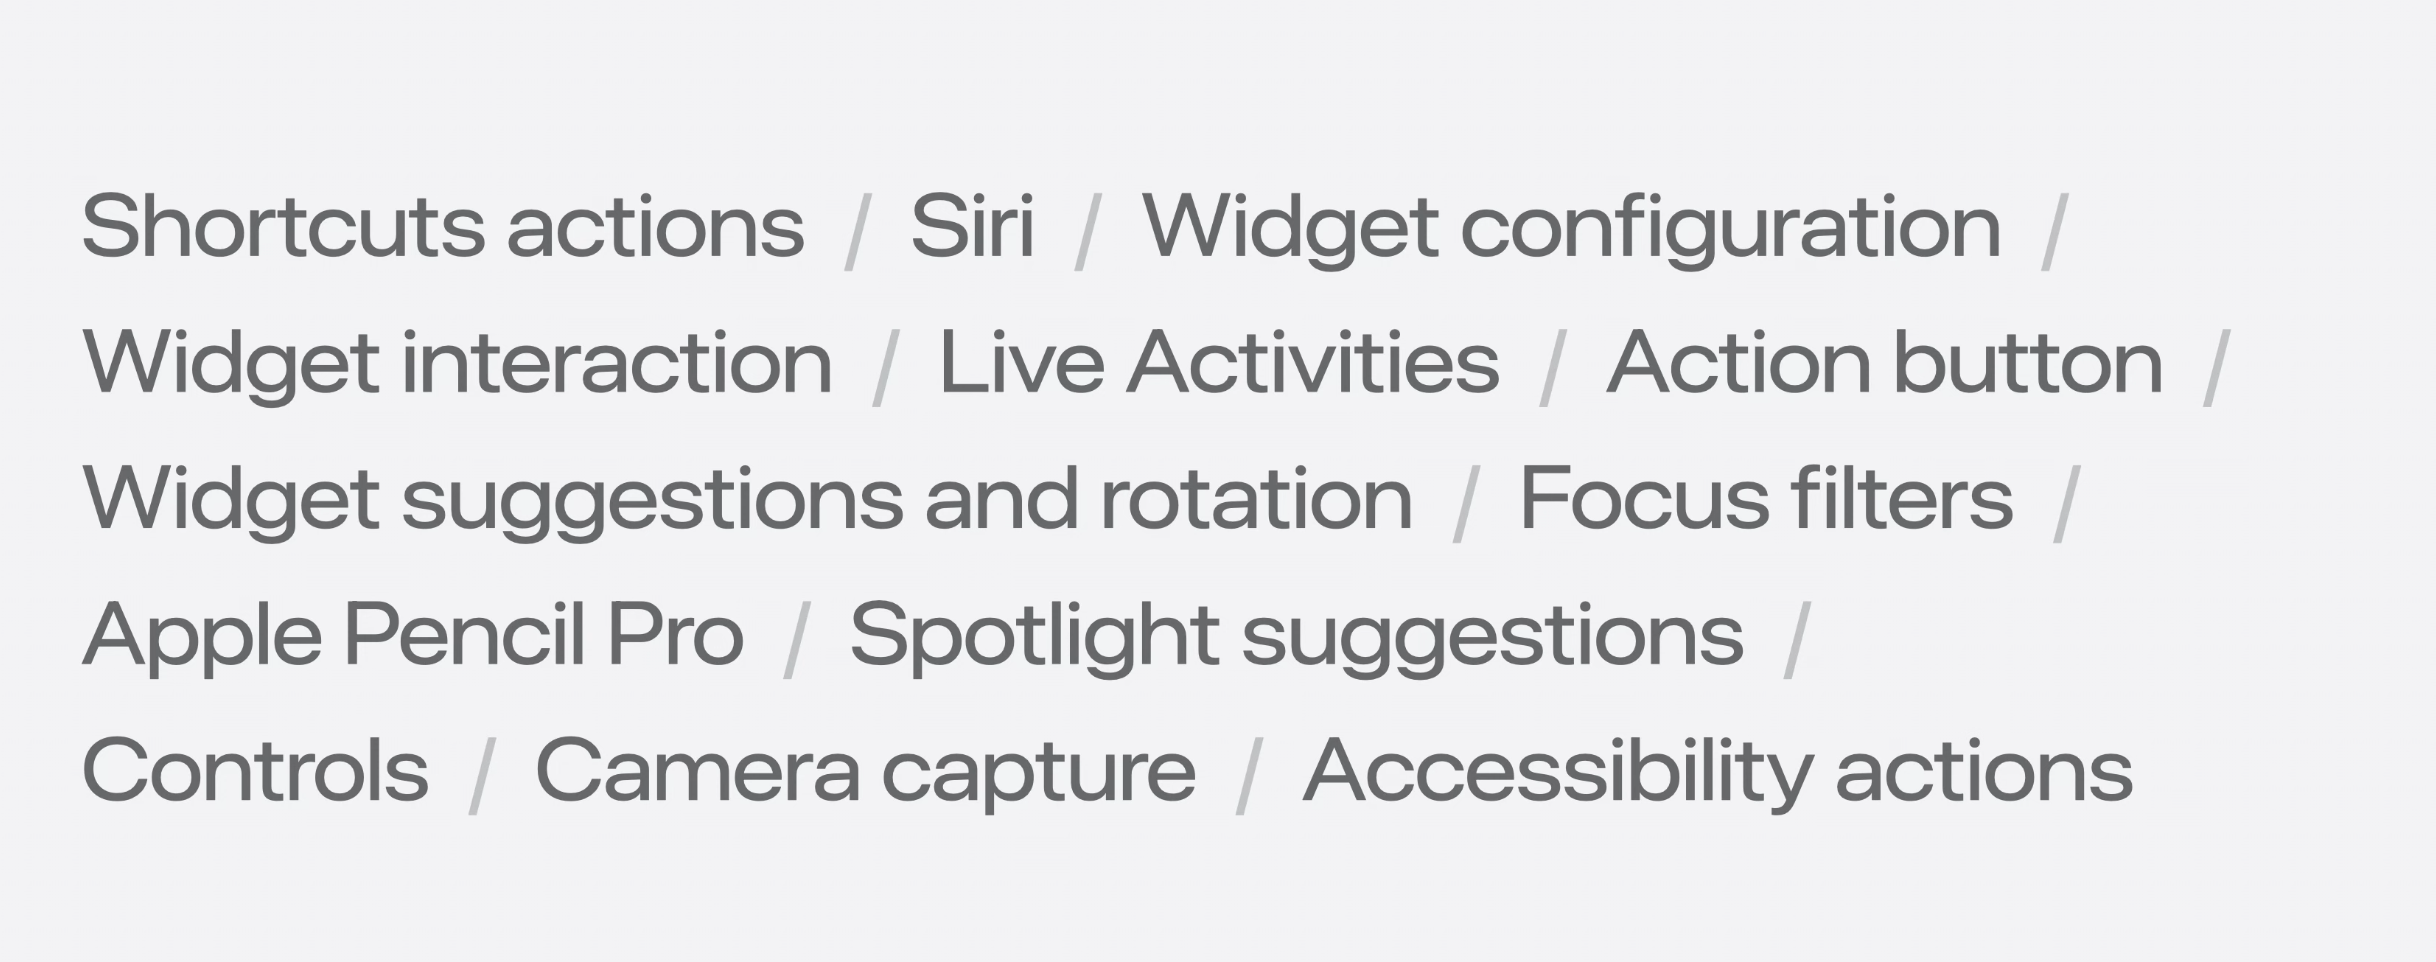 Shortcuts actions / Siri / Widget configuration /
Widget interaction / Live Activities / Action button /
Widget suggestions and rotation / Focus filters /
Apple Pencil Pro / Spotlight suggestions /
Controls / Camera capture / Accessibility actions